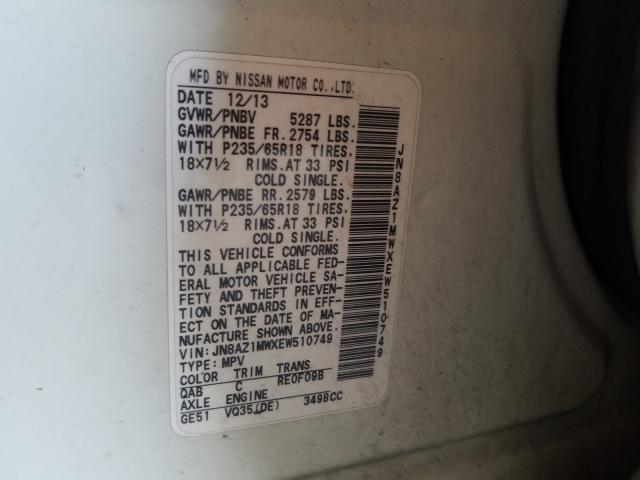 MFD BY NISSAN MOTOR CO.,LTD.
DATE 12/13
GVWR/PNBV 5287 LBS.
GAWR/PNBE FR. 2754 LBS.
WITH P235/65R18 TIRES.
18X7½ RIMS. AT 33 PSI
COLD SINGLE.
GAWR/PNBE RR. 2579 LBS.
WITH P235/65R18 TIRES.
18X7½ RIMS. AT 33 PSI
COLD SINGLE.
THIS VEHICLE CONFORMS
TO ALL APPLICABLE FED-
ERAL MOTOR VEHICLE SA-
FETY AND THEFT PREVEN-
TION STANDARDS IN EFF-
ECT ON THE DATE OF MA-
NUFACTURE SHOWN ABOVE.
VIN: JN8AZ1MWXEW510749
TYPE: MPV
COLOR TRIM TRANS
QAB C RE0F09B
AXLE ENGINE
GE51 VQ35(DE) 3498CC
JN8AZ1MWXEW510749